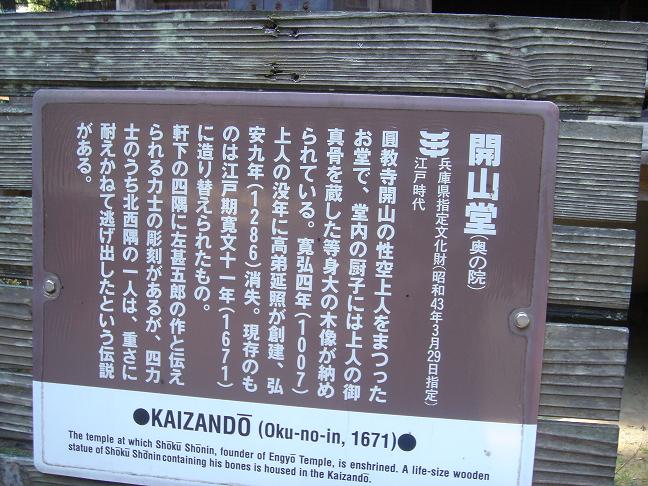 開山堂(奥の院)
兵庫県指定文化財(昭和43年3月29日指定)
江戸時代
圓教寺開山の性空上人をまつった
お堂で、堂内の厨子には上人の御
真骨を蔵した等身大の木像が納め
られている。寛弘四年(1007)
上人の没年に高弟延照が創建、弘
安九年(1286)消失。現存のも
のは江戸期寛文十一年(1671)
に造り替えられたもの。
軒下の四隅に左甚五郎の作と伝え
られる力士の彫刻があるが、四力
士のうち北西隅の一人は、重さに
耐えかねて逃げ出したという伝説
がある。
●KAIZANDŌ (Oku-no-in, 1671)●
The temple at which Shōkū Shōnin, founder of Engyō Temple, is enshrined. A life-size wooden
statue of Shōkū Shōnin containing his bones is housed in the Kaizandō.